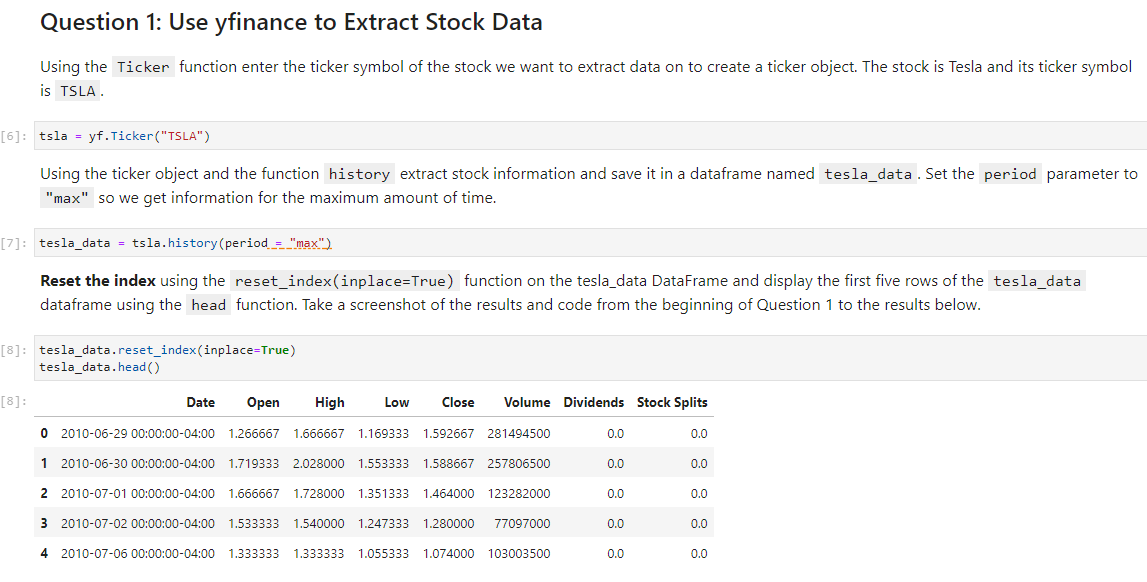 Question 1: Use yfinance to Extract Stock Data
Using the Ticker function enter the ticker symbol of the stock we want to extract data on to create a ticker object. The stock is Tesla and its ticker symbol
is TSLA .
[6]: tsla = yf.Ticker("TSLA")
Using the ticker object and the function history extract stock information and save it in a dataframe named tesla_data . Set the period parameter to
"max" so we get information for the maximum amount of time.
[7]: tesla_data = tsla.history(period = "max")
Reset the index using the reset_index(inplace=True) function on the tesla_data DataFrame and display the first five rows of the tesla_data
dataframe using the head function. Take a screenshot of the results and code from the beginning of Question 1 to the results below.
[8]: tesla_data.reset_index(inplace=True)
tesla_data.head()
[8]: Date Open High Low Close Volume Dividends Stock Splits
0 2010-06-29 00:00:00-04:00 1.266667 1.666667 1.169333 1.592667 281494500 0.0 0.0
1 2010-06-30 00:00:00-04:00 1.719333 2.028000 1.553333 1.588667 257806500 0.0 0.0
2 2010-07-01 00:00:00-04:00 1.666667 1.728000 1.351333 1.464000 123282000 0.0 0.0
3 2010-07-02 00:00:00-04:00 1.533333 1.540000 1.247333 1.280000 77097000 0.0 0.0
4 2010-07-06 00:00:00-04:00 1.333333 1.333333 1.055333 1.074000 103003500 0.0 0.0